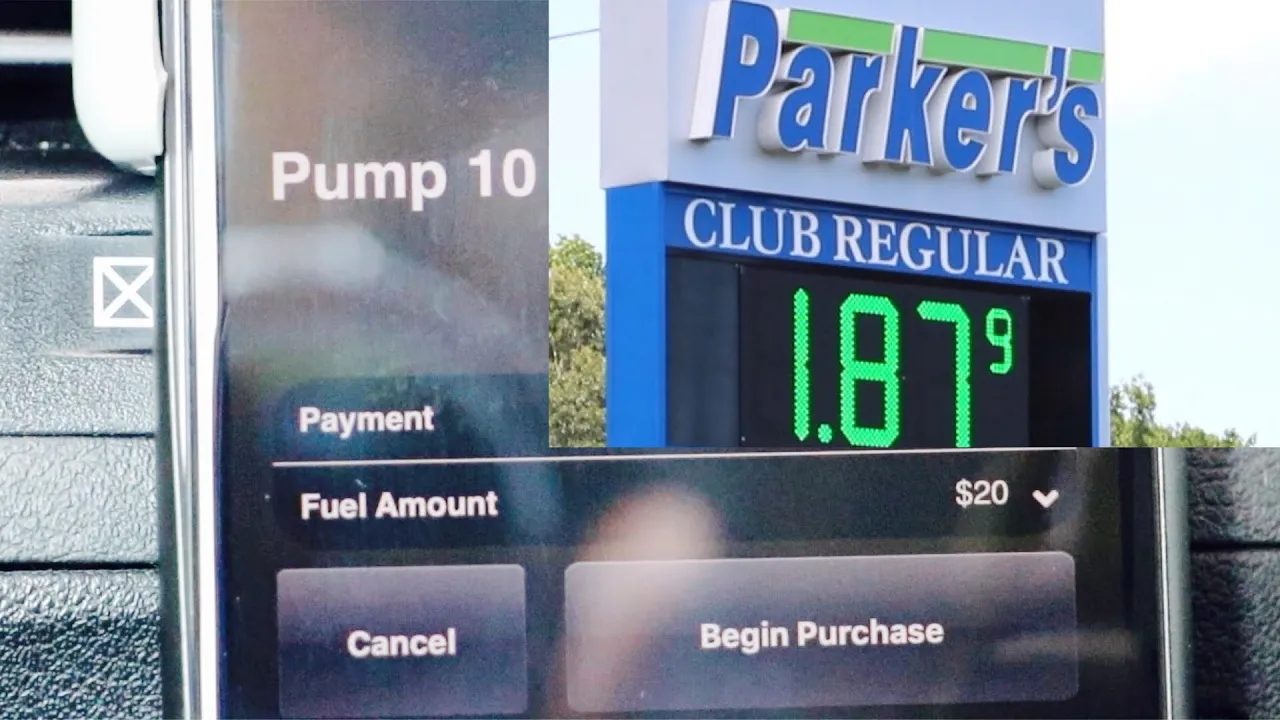 Pump 10
Payment
Fuel Amount $20
Cancel
Begin Purchase
Parker's
CLUB REGULAR
1.87 9